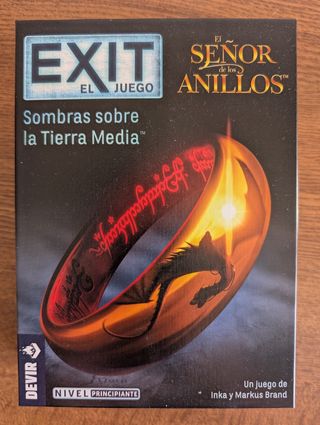 EXIT
EL JUEGO
El
SEÑOR
de los
ANILLOS™
Sombras sobre
la Tierra Media™
Un juego de
Inka y Markus Brand
DEVIR
NIVEL PRINCIPIANTE